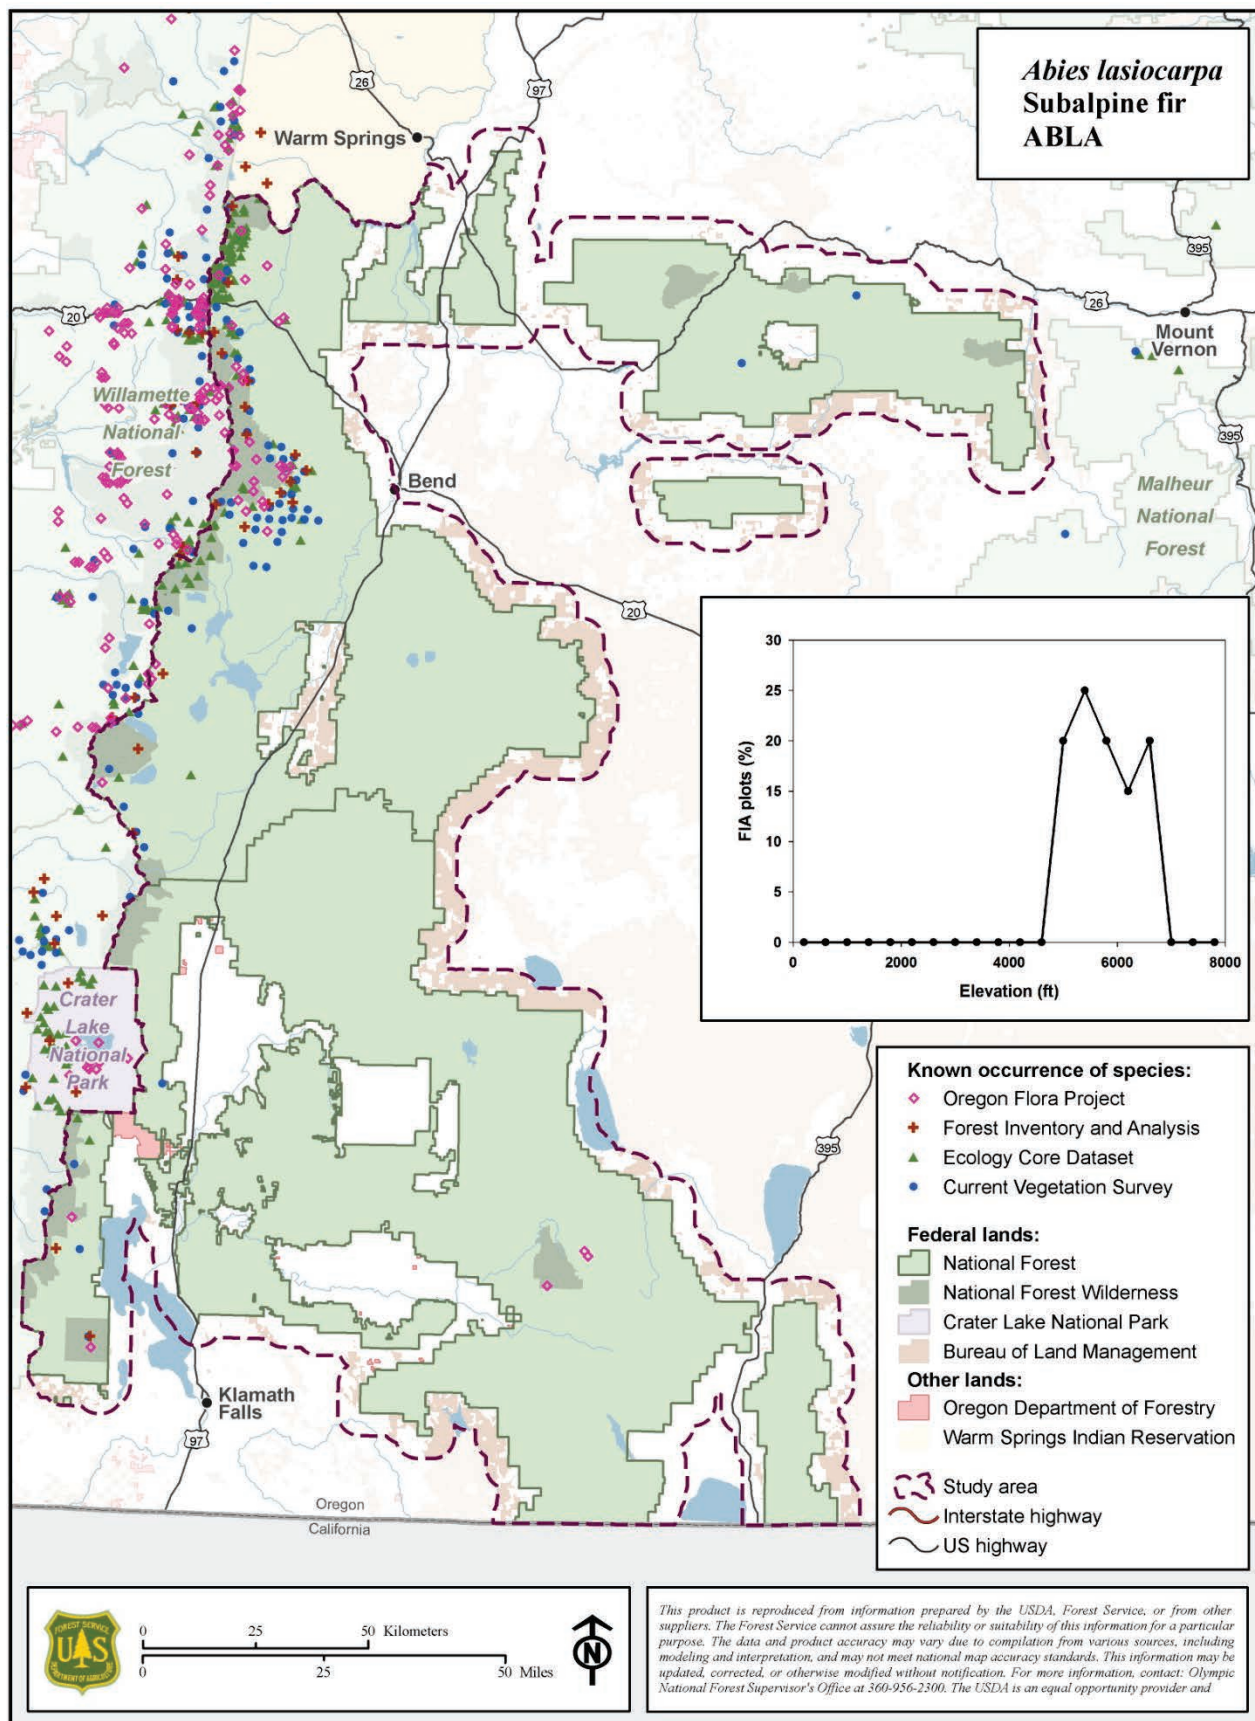 Abies lasiocarpa
Subalpine fir
ABLA
26
97
Warm Springs
395
20
26
Mount
Vernon
Willamette
National
Forest
395
Bend
Malheur
National
Forest
20
30
25
20
15
10
5
0
FIA plots (%)
0
2000
4000
6000
8000
Elevation (ft)
Crater
Lake
National
Park
395
Klamath
Falls
97
Oregon
California
Known occurrence of species:
Oregon Flora Project
Forest Inventory and Analysis
Ecology Core Dataset
Current Vegetation Survey
Federal lands:
National Forest
National Forest Wilderness
Crater Lake National Park
Bureau of Land Management
Other lands:
Oregon Department of Forestry
Warm Springs Indian Reservation
Study area
Interstate highway
US highway
FOREST SERVICE
U S
DEPARTMENT OF AGRICULTURE
0 25 50 Kilometers
0 25 50 Miles
N
This product is reproduced from information prepared by the USDA, Forest Service, or from other
suppliers. The Forest Service cannot assure the reliability or suitability of this information for a particular
purpose. The data and product accuracy may vary due to compilation from various sources, including
modeling and interpretation, and may not meet national map accuracy standards. This information may be
updated, corrected, or otherwise modified without notification. For more information, contact: Olympic
National Forest Supervisor's Office at 360-956-2300. The USDA is an equal opportunity provider and